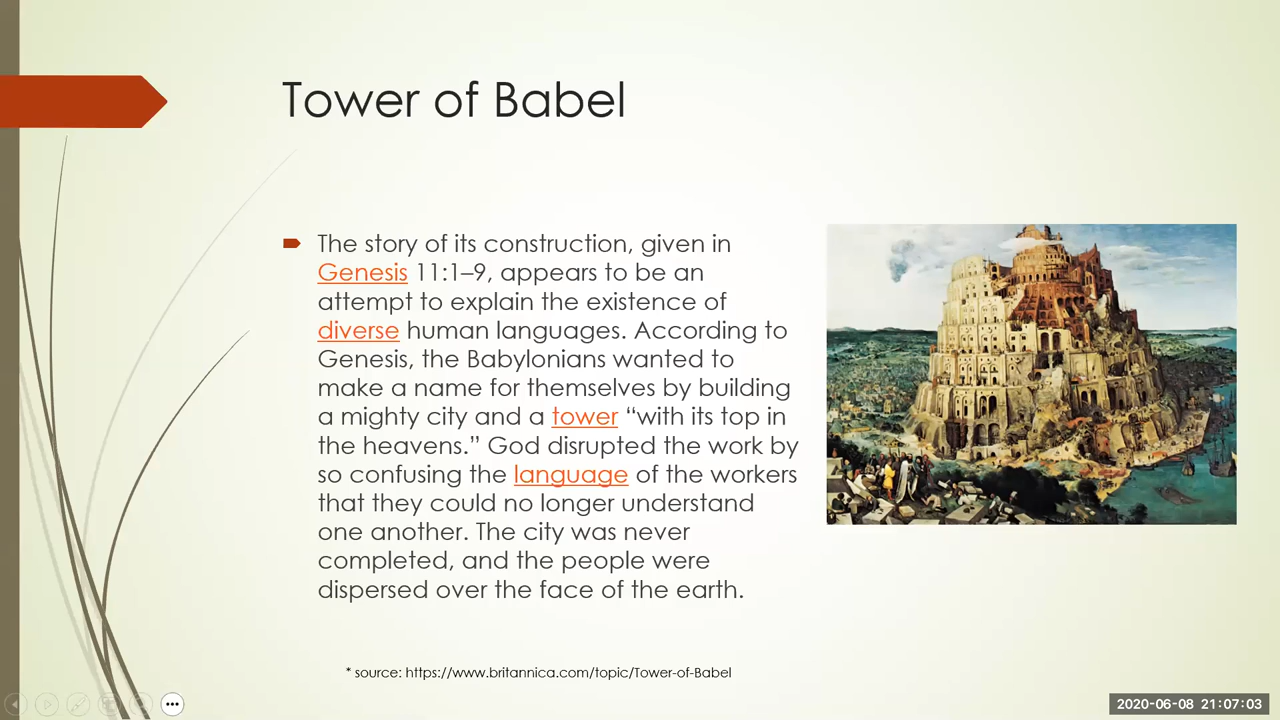 Tower of Babel
The story of its construction, given in
Genesis 11:1–9, appears to be an
attempt to explain the existence of
diverse human languages. According to
Genesis, the Babylonians wanted to
make a name for themselves by building
a mighty city and a tower “with its top in
the heavens.” God disrupted the work by
so confusing the language of the workers
that they could no longer understand
one another. The city was never
completed, and the people were
dispersed over the face of the earth.
* source: https://www.britannica.com/topic/Tower-of-Babel
2020-06-08 21:07:03